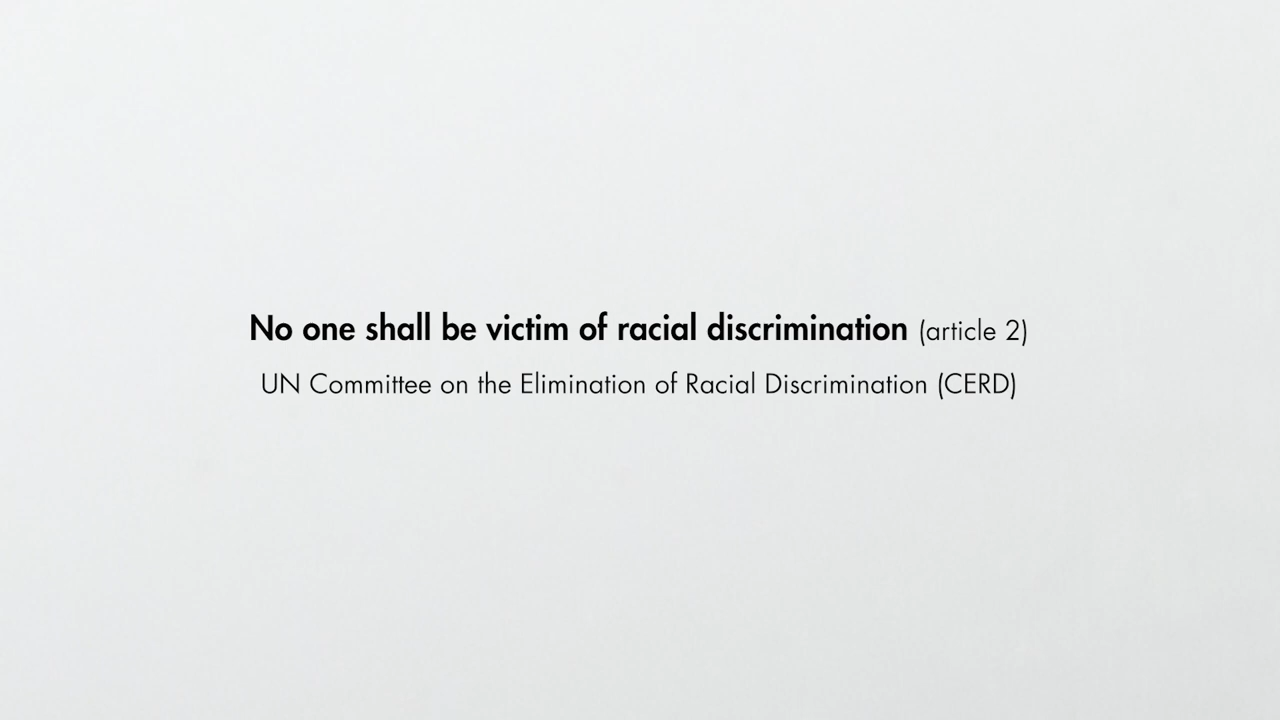 No one shall be victim of racial discrimination (article 2)
UN Committee on the Elimination of Racial Discrimination (CERD)